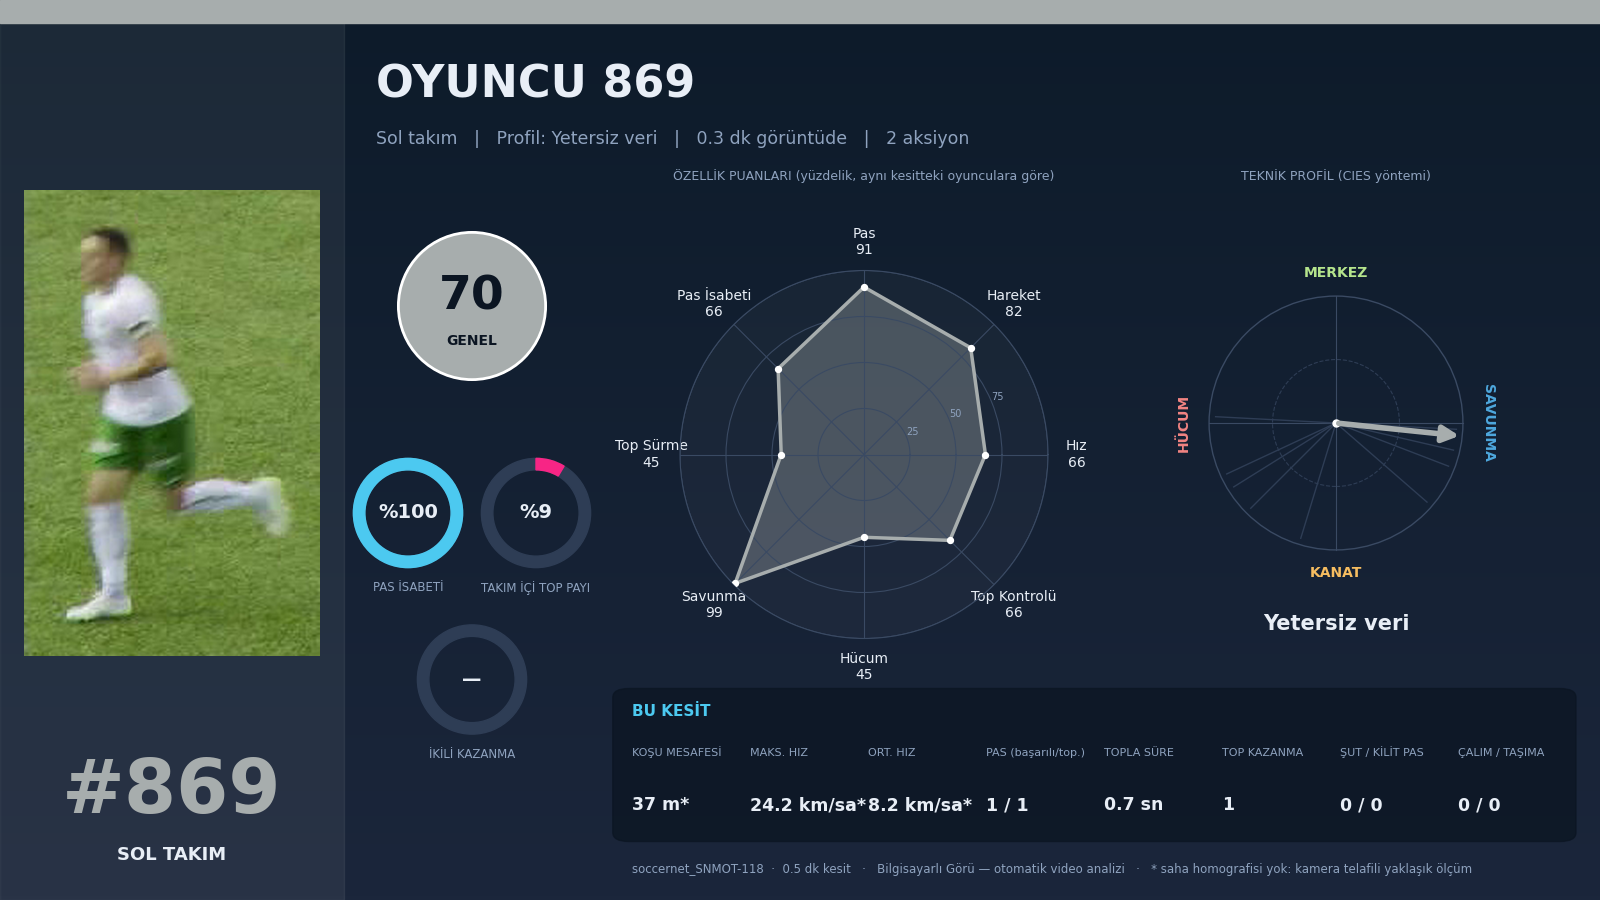 OYUNCU 869
Sol takım | Profil: Yetersiz veri | 0.3 dk görüntüde | 2 aksiyon
ÖZELLİK PUANLARI (yüzdelik, aynı kesitteki oyunculara göre)
TEKNİK PROFİL (CIES yöntemi)
70
GENEL
%100
PAS İSABETİ
%9
TAKIM İÇİ TOP PAYI
—
İKİLİ KAZANMA
Pas
91
Hareket
82
Hız
66
Top Kontrolü
66
Hücum
45
Savunma
99
Top Sürme
45
Pas İsabeti
66
25
50
75
MERKEZ
HÜCUM
SAVUNMA
KANAT
Yetersiz veri
#869
SOL TAKIM
BU KESİT
KOŞU MESAFESİ MAKS. HIZ ORT. HIZ PAS (başarılı/top.) TOPLA SÜRE TOP KAZANMA ŞUT / KİLİT PAS ÇALIM / TAŞIMA
37 m* 24.2 km/sa* 8.2 km/sa* 1 / 1 0.7 sn 1 0 / 0 0 / 0
soccernet_SNMOT-118 · 0.5 dk kesit · Bilgisayarlı Görü — otomatik video analizi · * saha homografisi yok: kamera telafili yaklaşık ölçüm